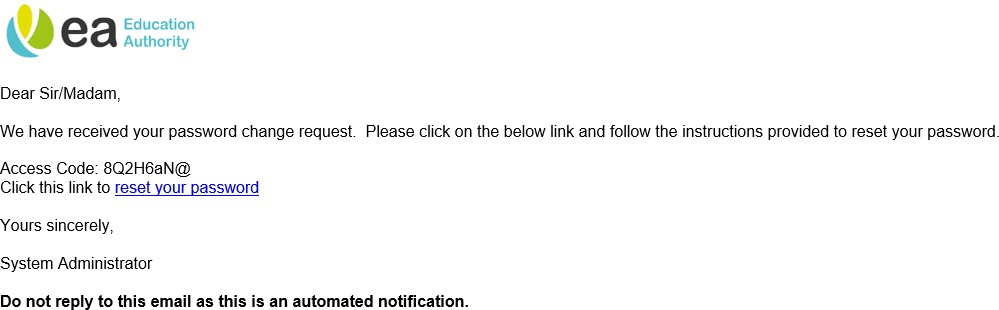 ea Education
Authority
Dear Sir/Madam,
We have received your password change request.  Please click on the below link and follow the instructions provided to reset your password.
Access Code: 8Q2H6aN@
Click this link to reset your password
Yours sincerely,
System Administrator
Do not reply to this email as this is an automated notification.